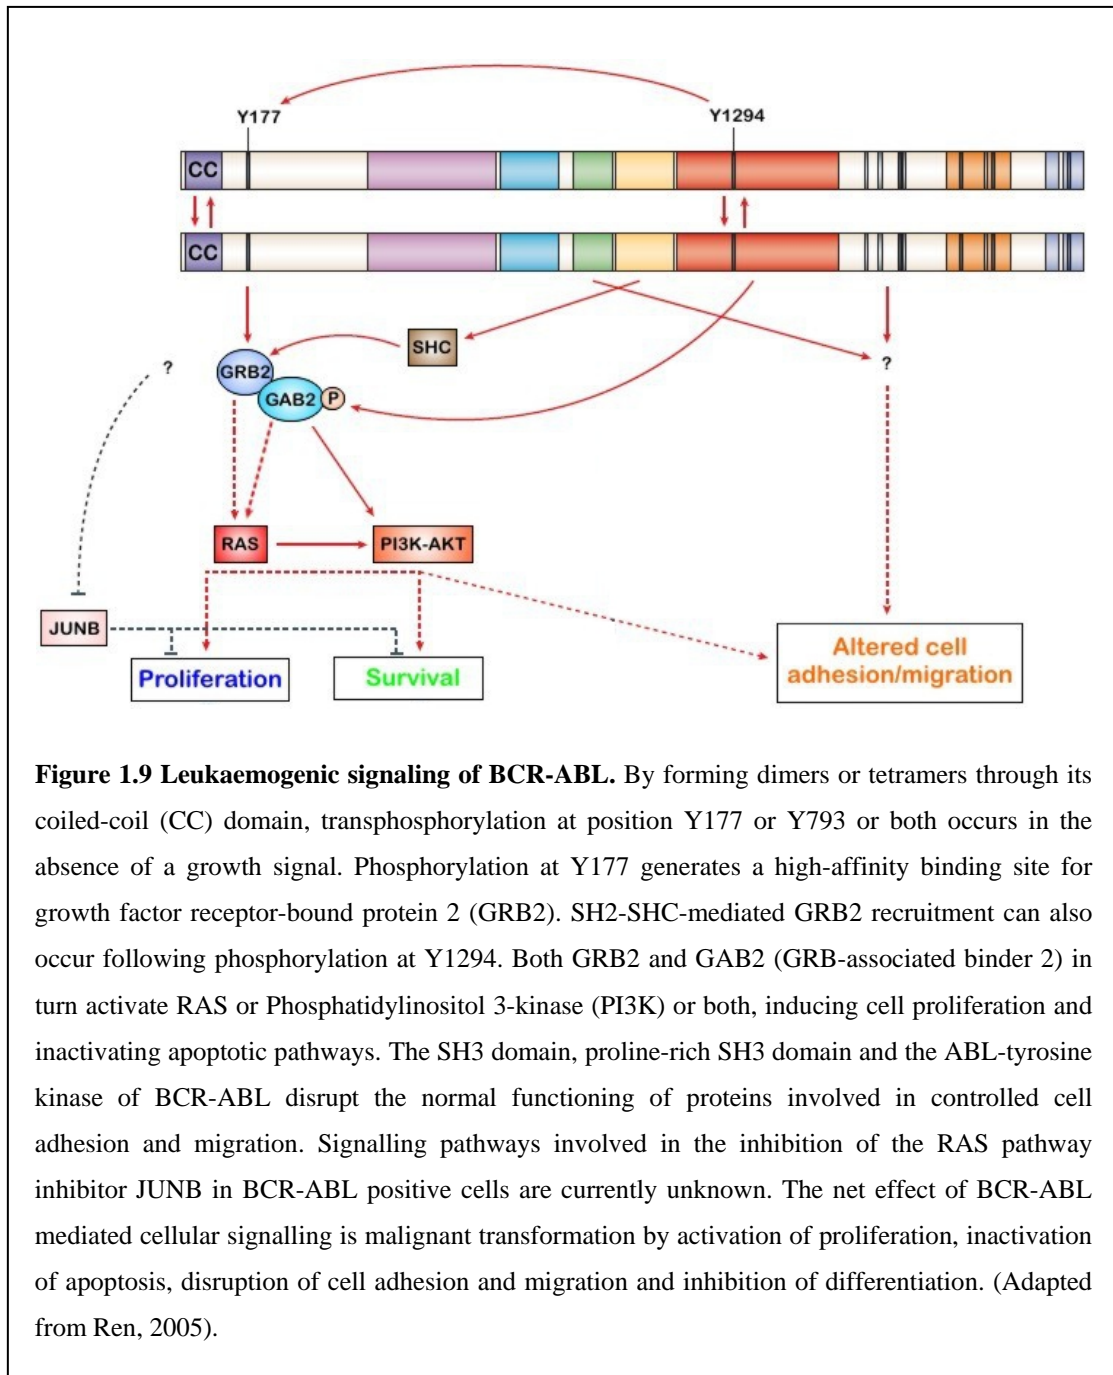 Y177
Y1294
CC
CC
SHC
?
GRB2
?
GAB2
P
RAS
PI3K-AKT
JUNB
Proliferation
Survival
Altered cell
adhesion/migration
Figure 1.9 Leukaemogenic signaling of BCR-ABL. By forming dimers or tetramers through its
coiled-coil (CC) domain, transphosphorylation at position Y177 or Y793 or both occurs in the
absence of a growth signal. Phosphorylation at Y177 generates a high-affinity binding site for
growth factor receptor-bound protein 2 (GRB2). SH2-SHC-mediated GRB2 recruitment can also
occur following phosphorylation at Y1294. Both GRB2 and GAB2 (GRB-associated binder 2) in
turn activate RAS or Phosphatidylinositol 3-kinase (PI3K) or both, inducing cell proliferation and
inactivating apoptotic pathways. The SH3 domain, proline-rich SH3 domain and the ABL-tyrosine
kinase of BCR-ABL disrupt the normal functioning of proteins involved in controlled cell
adhesion and migration. Signalling pathways involved in the inhibition of the RAS pathway
inhibitor JUNB in BCR-ABL positive cells are currently unknown. The net effect of BCR-ABL
mediated cellular signalling is malignant transformation by activation of proliferation, inactivation
of apoptosis, disruption of cell adhesion and migration and inhibition of differentiation. (Adapted
from Ren, 2005).